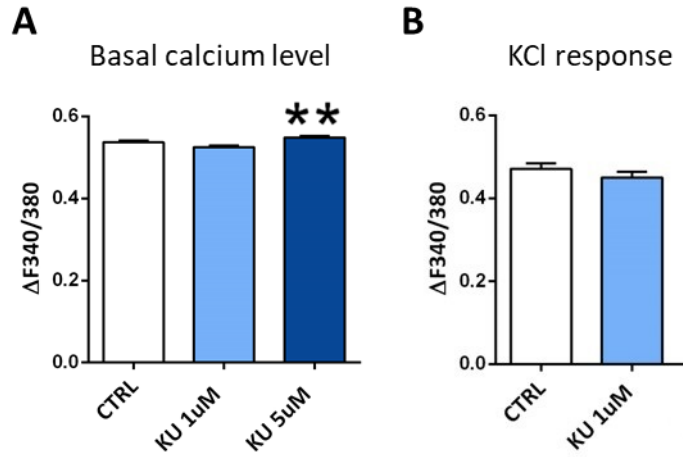 A
Basal calcium level
ΔF340/380
0.6
0.4
0.2
0.0
**
CTRL
KU 1uM
KU 5uM
B
KCl response
ΔF340/380
0.6
0.4
0.2
0.0
CTRL
KU 1uM